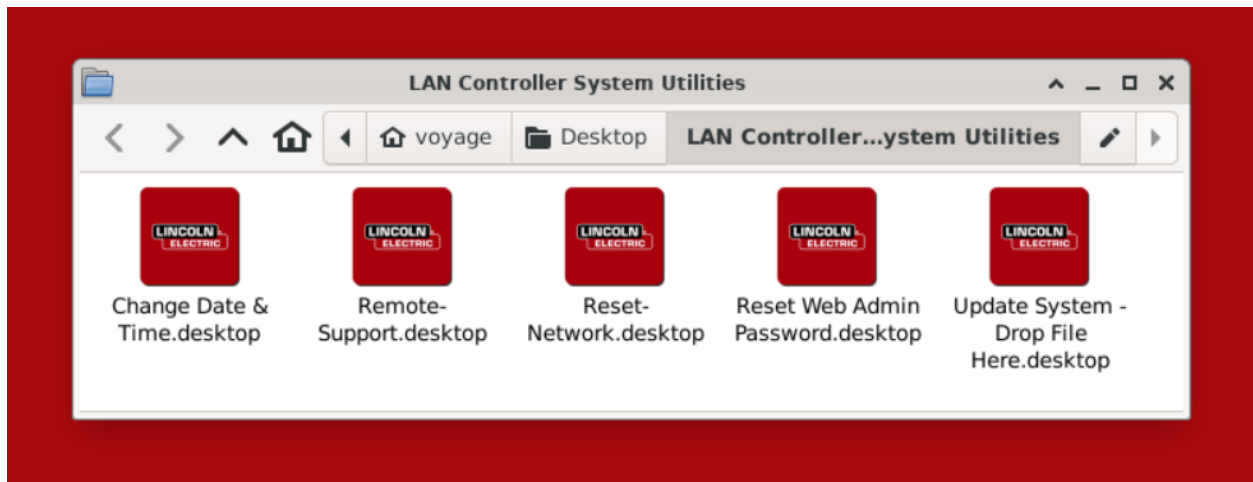 LAN Controller System Utilities
voyage
Desktop
LAN Controller...ystem Utilities
LINCOLN
ELECTRIC
LINCOLN
ELECTRIC
LINCOLN
ELECTRIC
LINCOLN
ELECTRIC
LINCOLN
ELECTRIC
Change Date &
Time.desktop
Remote-
Support.desktop
Reset-
Network.desktop
Reset Web Admin
Password.desktop
Update System -
Drop File
Here.desktop